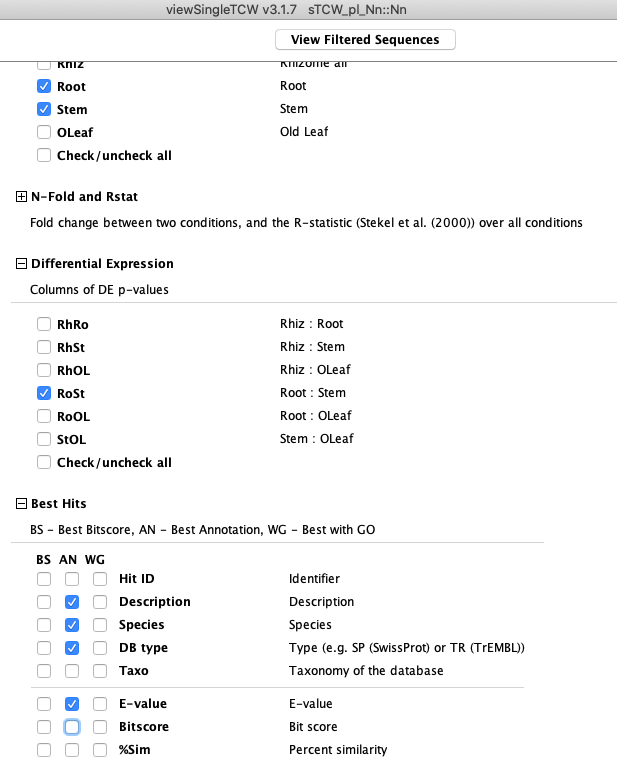 viewSingleTCW v3.1.7 sTCW_pl_Nn::Nn
View Filtered Sequences
Rhiz Rhizome all
Root Root
Stem Stem
OLeaf Old Leaf
Check/uncheck all
N-Fold and Rstat
Fold change between two conditions, and the R-statistic (Stekel et al. (2000)) over all conditions
Differential Expression
Columns of DE p-values
RhRo Rhiz : Root
RhSt Rhiz : Stem
RhOL Rhiz : OLeaf
RoSt Root : Stem
RoOL Root : OLeaf
StOL Stem : OLeaf
Check/uncheck all
Best Hits
BS - Best Bitscore, AN - Best Annotation, WG - Best with GO
BS AN WG
Hit ID Identifier
Description Description
Species Species
DB type Type (e.g. SP (SwissProt) or TR (TrEMBL))
Taxo Taxonomy of the database
E-value E-value
Bitscore Bit score
%Sim Percent similarity